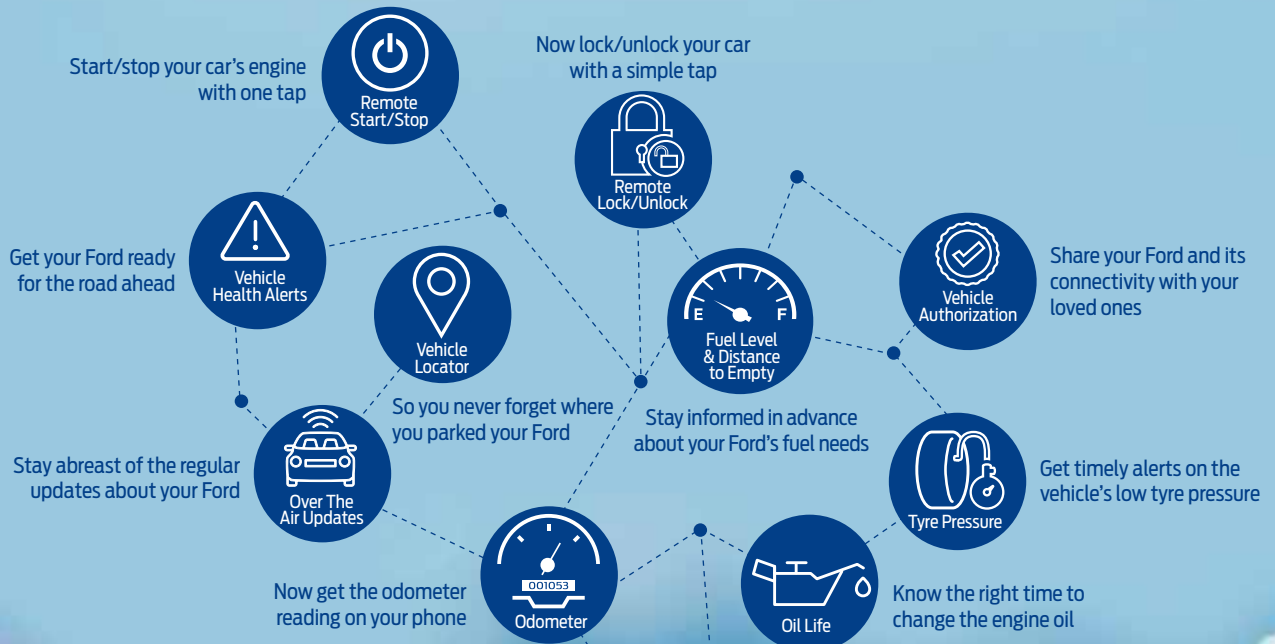 Start/stop your car's engine
with one tap
Remote
Start/Stop
Now lock/unlock your car
with a simple tap
Remote
Lock/Unlock
Get your Ford ready
for the road ahead
Vehicle
Health Alerts
Vehicle
Locator
So you never forget where
you parked your Ford
E F
Fuel Level
& Distance
to Empty
Stay informed in advance
about your Ford's fuel needs
Vehicle
Authorization
Share your Ford and its
connectivity with your
loved ones
Stay abreast of the regular
updates about your Ford
Over The
Air Updates
Tyre Pressure
Get timely alerts on the
vehicle's low tyre pressure
Now get the odometer
reading on your phone
001053
Odometer
Oil Life
Know the right time to
change the engine oil